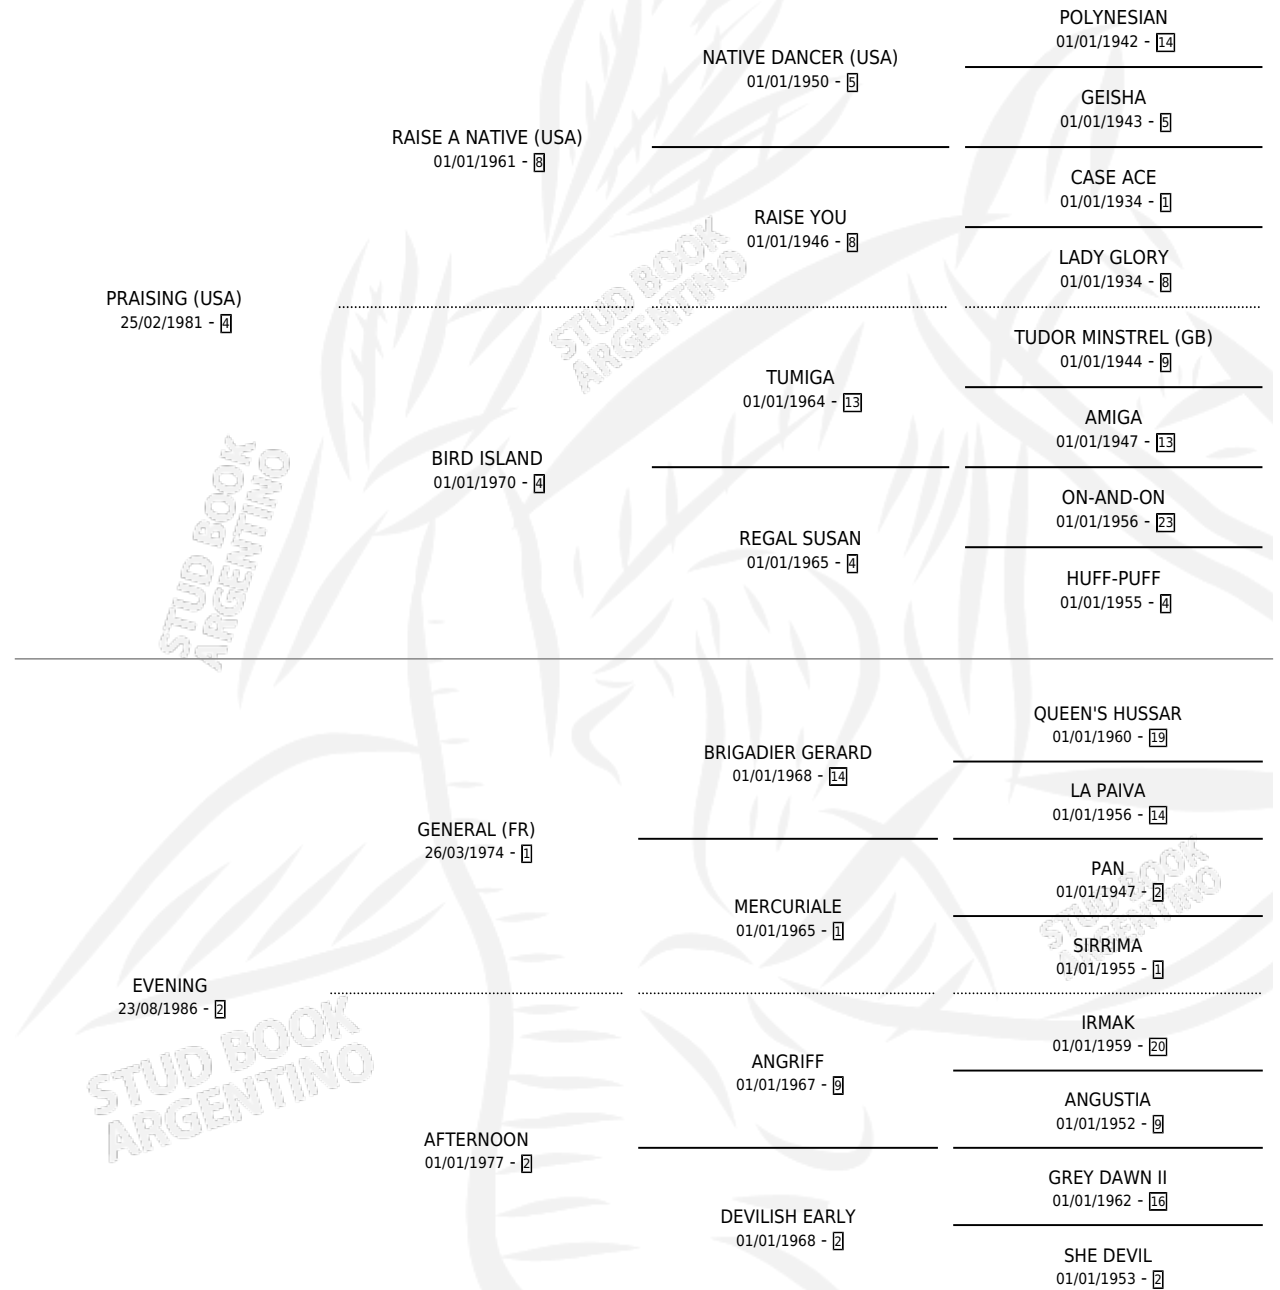 POLYNESIAN
01/01/1942 - 14
NATIVE DANCER (USA)
01/01/1950 - 5
GEISHA
01/01/1943 - 5
RAISE A NATIVE (USA)
01/01/1961 - 8
CASE ACE
01/01/1934 - 1
RAISE YOU
01/01/1946 - 8
LADY GLORY
01/01/1934 - 8
PRAISING (USA)
25/02/1981 - 4
STUD BOOK
ARGENTINO
TUDOR MINSTREL (GB)
01/01/1944 - 9
TUMIGA
01/01/1964 - 13
AMIGA
01/01/1947 - 13
BIRD ISLAND
01/01/1970 - 4
ON-AND-ON
01/01/1956 - 23
REGAL SUSAN
01/01/1965 - 4
HUFF-PUFF
01/01/1955 - 4
STUD BOOK
ARGENTINO
QUEEN'S HUSSAR
01/01/1960 - 19
BRIGADIER GERARD
01/01/1968 - 14
LA PAIVA
01/01/1956 - 14
GENERAL (FR)
26/03/1974 - 1
PAN
01/01/1947 - 2
MERCURIALE
01/01/1965 - 1
STUD BOOK
ARGENTINO
SIRRIMA
01/01/1955 - 1
EVENING
23/08/1986 - 2
IRMAK
01/01/1959 - 20
ANGRIFF
01/01/1967 - 9
ANGUSTIA
01/01/1952 - 9
STUD BOOK
ARGENTINO
AFTERNOON
01/01/1977 - 2
GREY DAWN II
01/01/1962 - 16
DEVILISH EARLY
01/01/1968 - 2
SHE DEVIL
01/01/1953 - 2